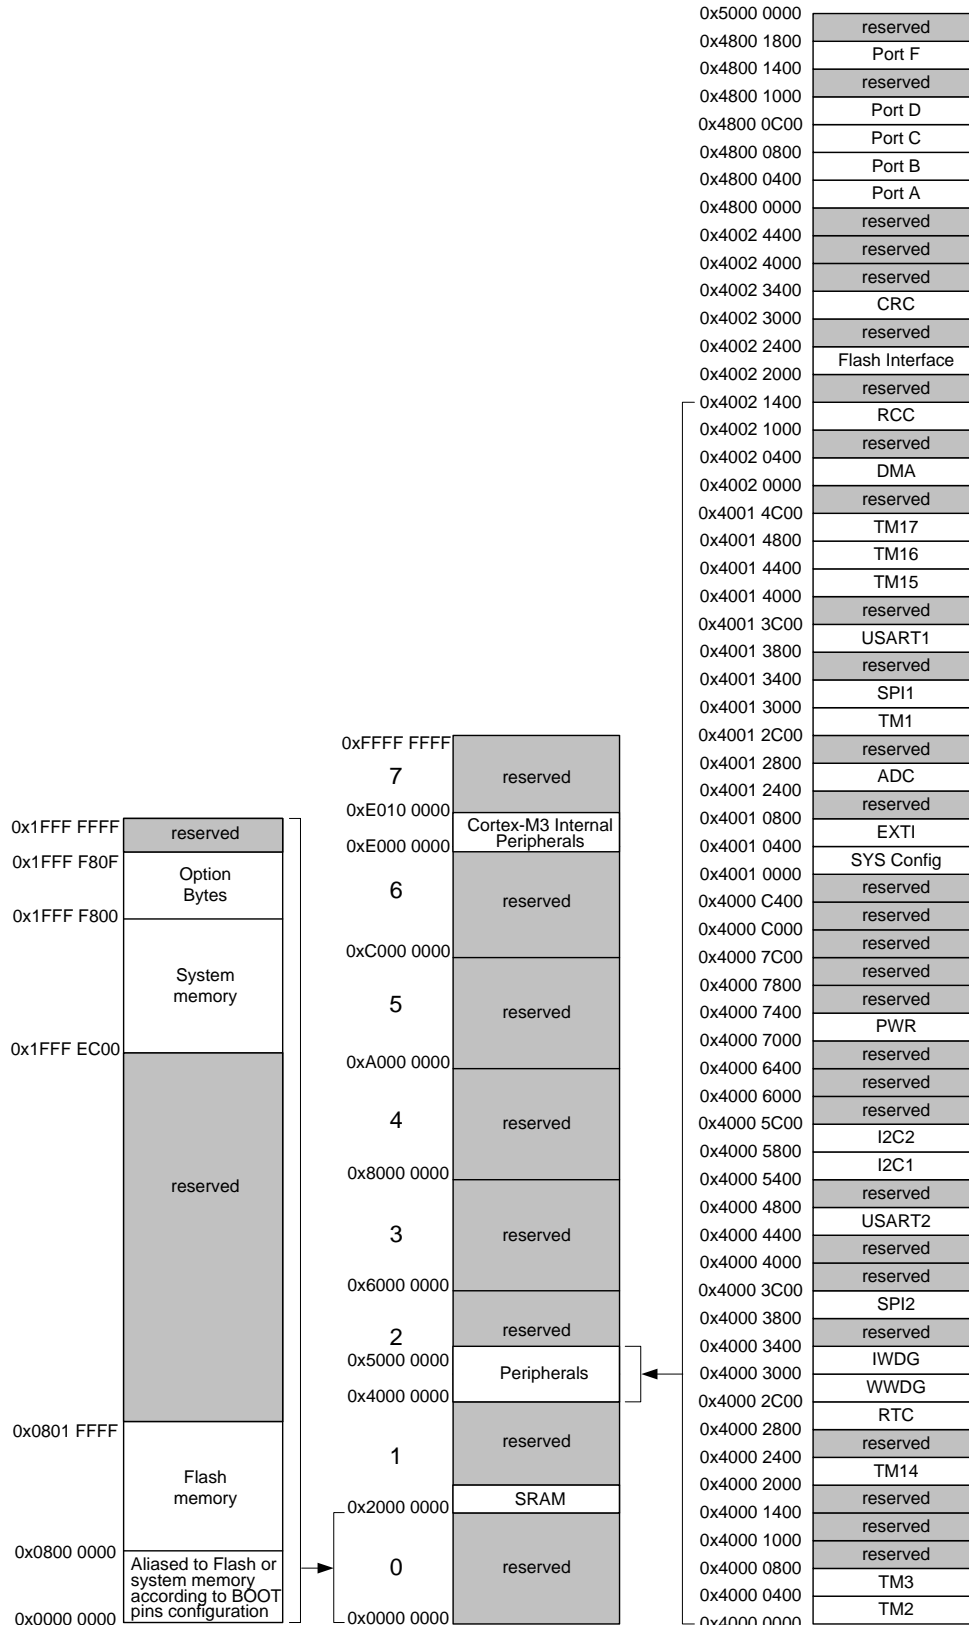 0x1FFF FFFF
reserved
0x1FFF F80F
Option
Bytes
0x1FFF F800
System
memory
0x1FFF EC00
reserved
0x0801 FFFF
Flash
memory
0x0800 0000
Aliased to Flash or
system memory
according to BOOT
pins configuration
0x0000 0000
0xFFFF FFFF
7
reserved
0xE010 0000
Cortex-M3 Internal
Peripherals
0xE000 0000
6
reserved
0xC000 0000
5
reserved
0xA000 0000
4
reserved
0x8000 0000
3
reserved
0x6000 0000
2
reserved
0x5000 0000
Peripherals
0x4000 0000
1
reserved
SRAM
0x2000 0000
0
reserved
0x0000 0000
0x5000 0000
reserved
0x4800 1800
Port F
0x4800 1400
reserved
0x4800 1000
Port D
0x4800 0C00
Port C
0x4800 0800
Port B
0x4800 0400
Port A
0x4800 0000
reserved
0x4002 4400
reserved
0x4002 4000
reserved
0x4002 3400
CRC
0x4002 3000
reserved
0x4002 2400
Flash Interface
0x4002 2000
reserved
0x4002 1400
RCC
0x4002 1000
reserved
0x4002 0400
DMA
0x4002 0000
reserved
0x4001 4C00
TM17
0x4001 4800
TM16
0x4001 4400
TM15
0x4001 4000
reserved
0x4001 3C00
USART1
0x4001 3800
reserved
0x4001 3400
SPI1
0x4001 3000
TM1
0x4001 2C00
reserved
0x4001 2800
ADC
0x4001 2400
reserved
0x4001 0800
EXTI
0x4001 0400
SYS Config
0x4001 0000
reserved
0x4000 C400
reserved
0x4000 C000
reserved
0x4000 7C00
reserved
0x4000 7800
reserved
0x4000 7400
PWR
0x4000 7000
reserved
0x4000 6400
reserved
0x4000 6000
reserved
0x4000 5C00
I2C2
0x4000 5800
I2C1
0x4000 5400
reserved
0x4000 4800
USART2
0x4000 4400
reserved
0x4000 4000
reserved
0x4000 3C00
SPI2
0x4000 3800
reserved
0x4000 3400
IWDG
0x4000 3000
WWDG
0x4000 2C00
RTC
0x4000 2800
reserved
0x4000 2400
TM14
0x4000 2000
reserved
0x4000 1400
reserved
0x4000 1000
reserved
0x4000 0800
TM3
0x4000 0400
TM2
0x4000 0000